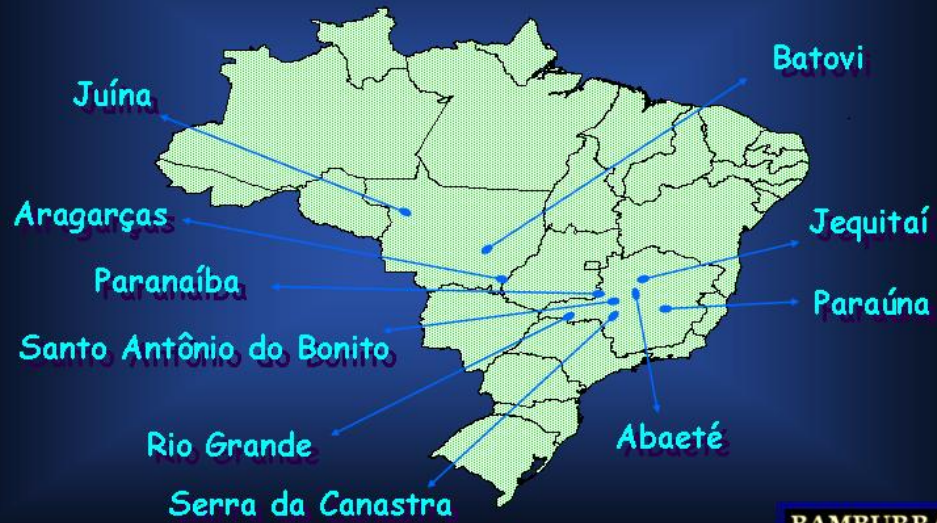 Batovi
Juína
Aragarças
Jequitaí
Paranaíba
Paraúna
Santo Antônio do Bonito
Rio Grande
Abaeté
Serra da Canastra